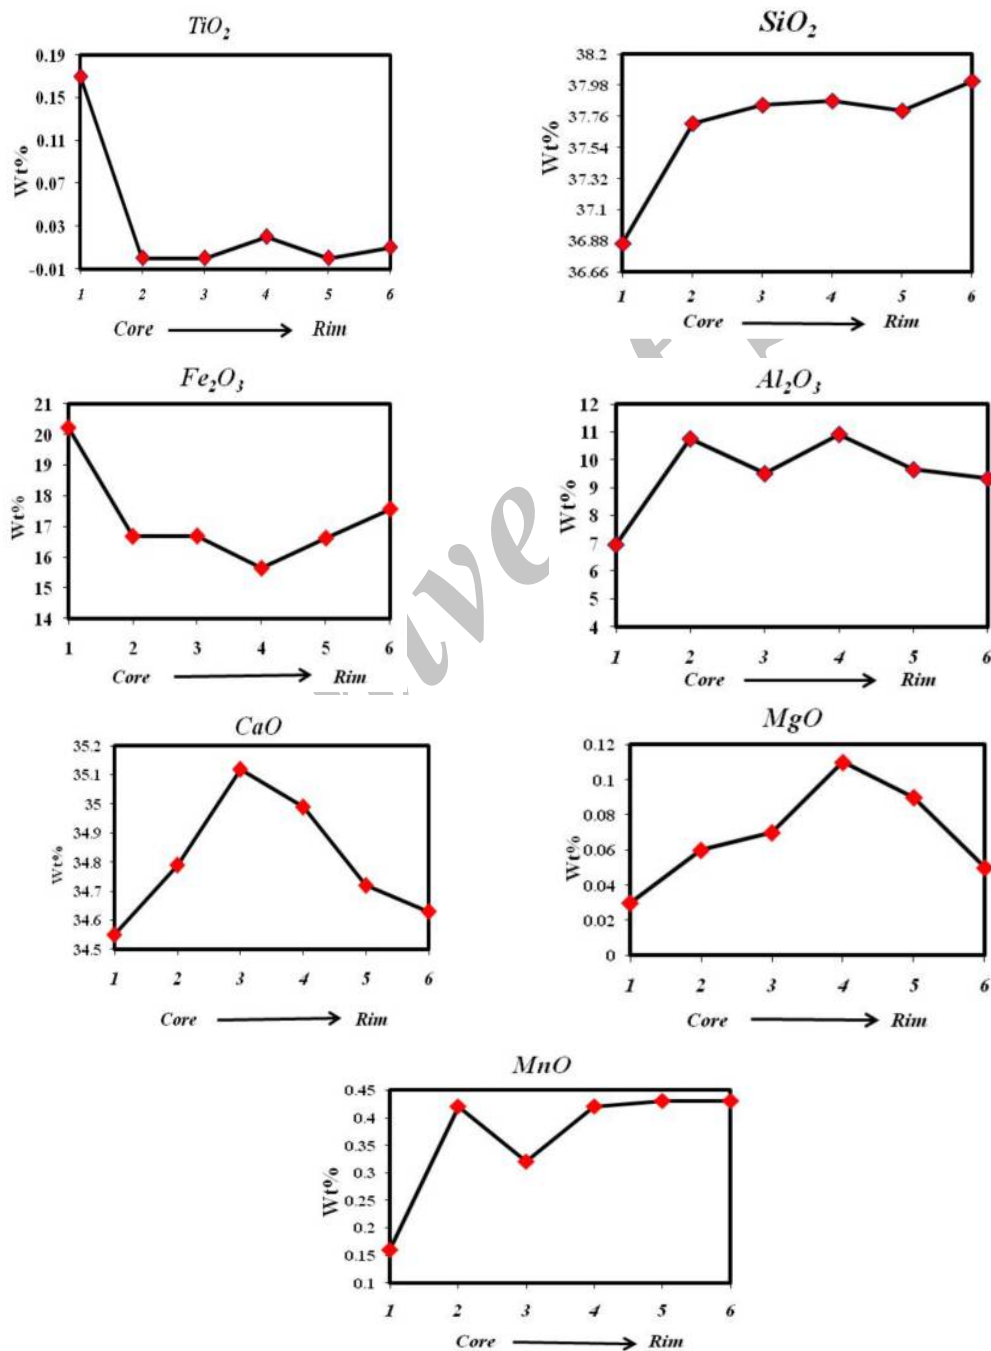 TiO₂
Wt%
0.19
0.15
0.11
0.07
0.03
-0.01
1 2 3 4 5 6
Core Rim
SiO₂
Wt%
38.2
37.98
37.76
37.54
37.32
37.1
36.88
36.66
1 2 3 4 5 6
Core Rim
Fe₂O₃
Wt%
21
20
19
18
17
16
15
14
1 2 3 4 5 6
Core Rim
Al₂O₃
Wt%
12
11
10
9
8
7
6
5
4
1 2 3 4 5 6
Core Rim
CaO
Wt%
35.2
35.1
35
34.9
34.8
34.7
34.6
34.5
1 2 3 4 5 6
Core Rim
MgO
Wt%
0.12
0.1
0.08
0.06
0.04
0.02
0
1 2 3 4 5 6
Core Rim
MnO
Wt%
0.45
0.4
0.35
0.3
0.25
0.2
0.15
0.1
1 2 3 4 5 6
Core Rim